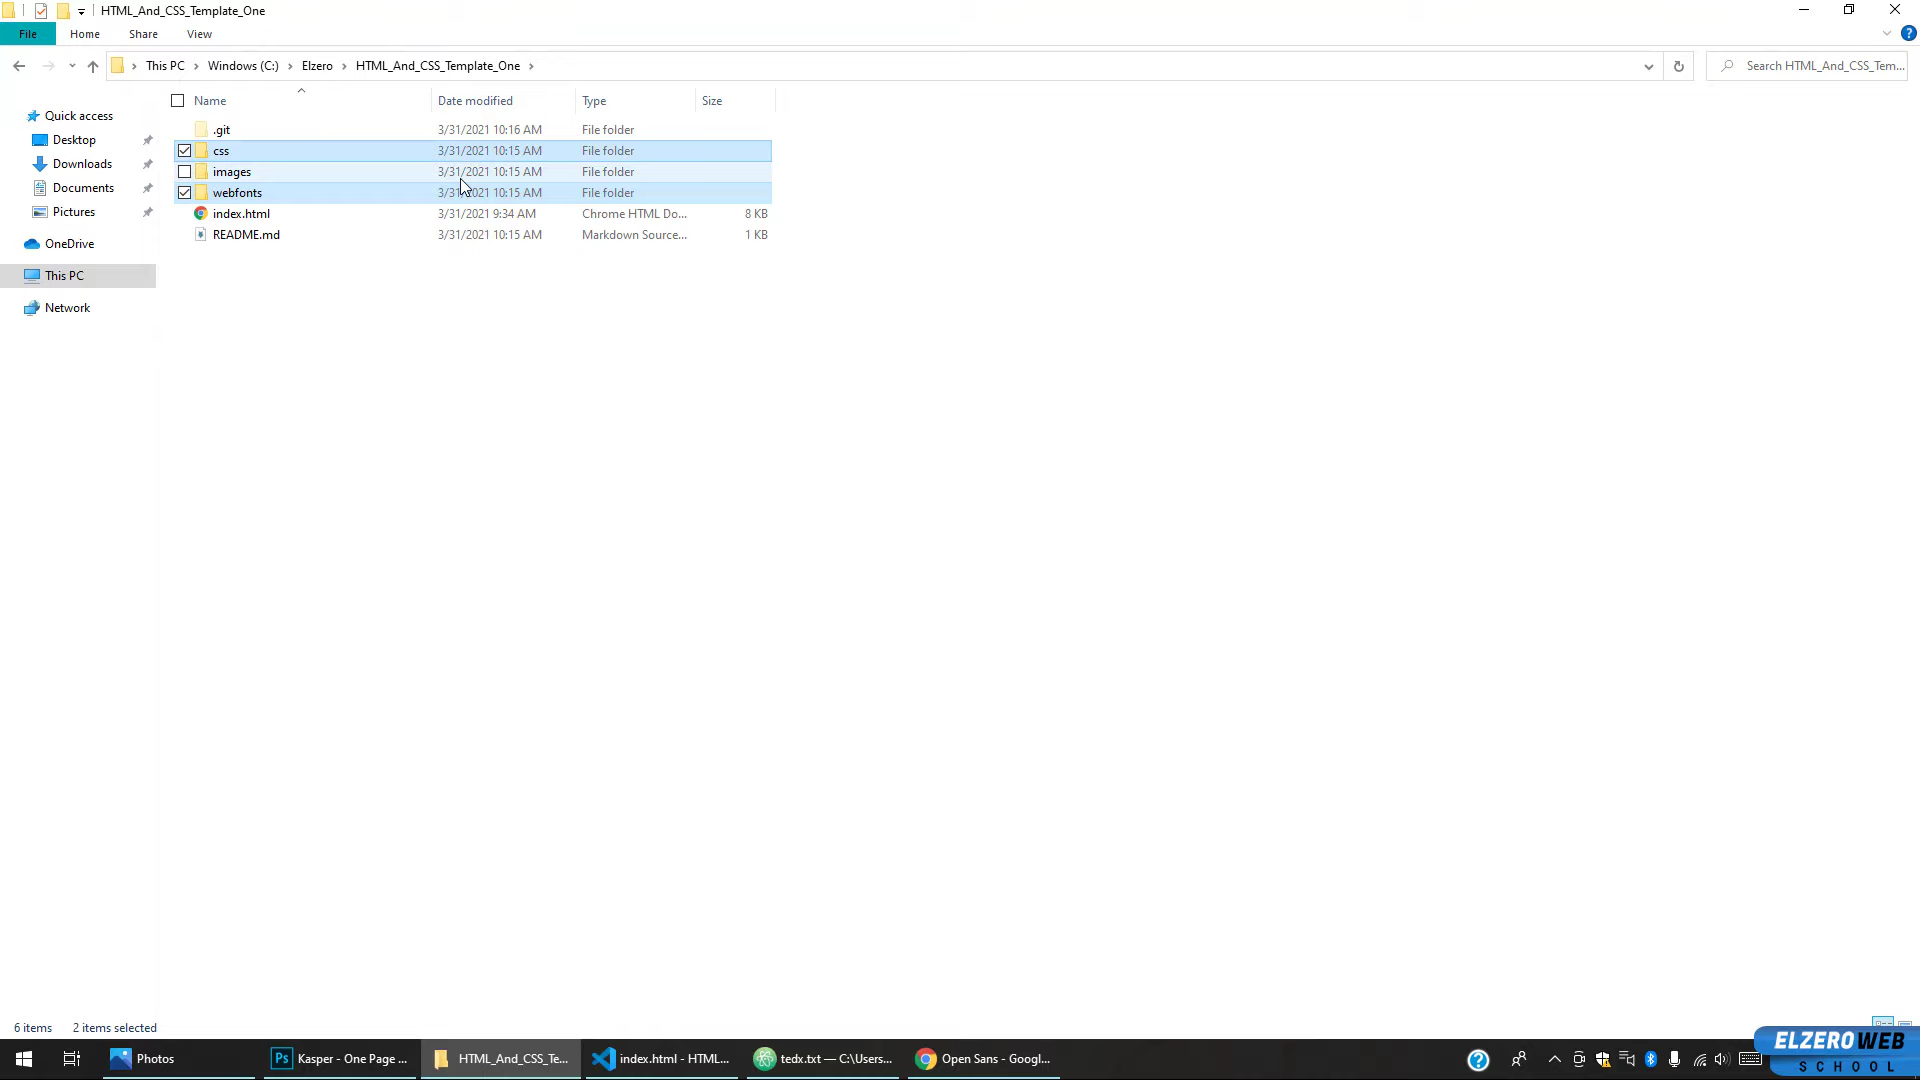 HTML_And_CSS_Template_One
File Home Share View
This PC Windows (C:) Elzero HTML_And_CSS_Template_One Search HTML_And_CSS_Tem...
Name Date modified Type Size
.git 3/31/2021 10:16 AM File folder
css 3/31/2021 10:15 AM File folder
images 3/31/2021 10:15 AM File folder
webfonts 3/31/2021 10:15 AM File folder
index.html 3/31/2021 9:34 AM Chrome HTML Do... 8 KB
README.md 3/31/2021 10:15 AM Markdown Source... 1 KB
Quick access
Desktop
Downloads
Documents
Pictures
OneDrive
This PC
Network
6 items 2 items selected
Photos
Ps Kasper - One Page ...
HTML_And_CSS_Te...
index.html - HTML...
tedx.txt — C:\Users...
Open Sans - Googl...
ELZEROWEB
SCHOOL